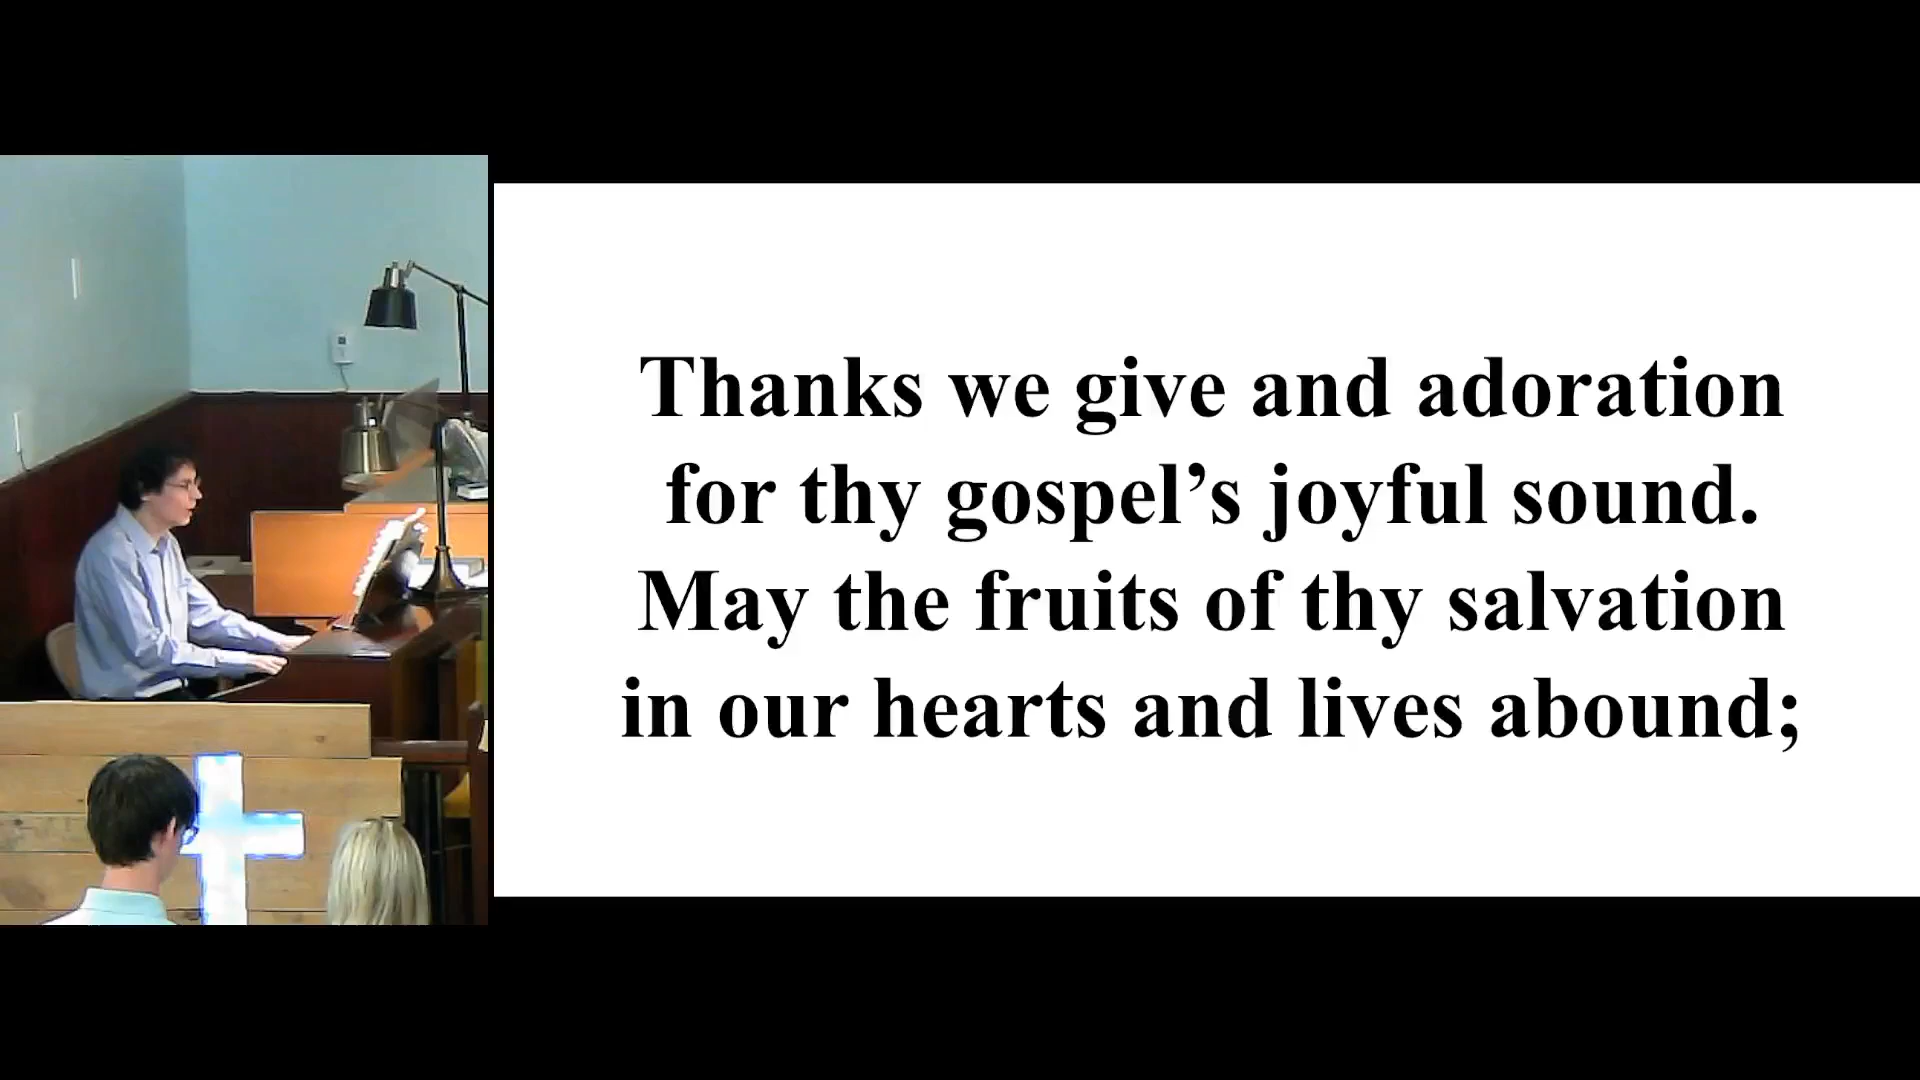 Thanks we give and adoration
for thy gospel’s joyful sound.
May the fruits of thy salvation
in our hearts and lives abound;